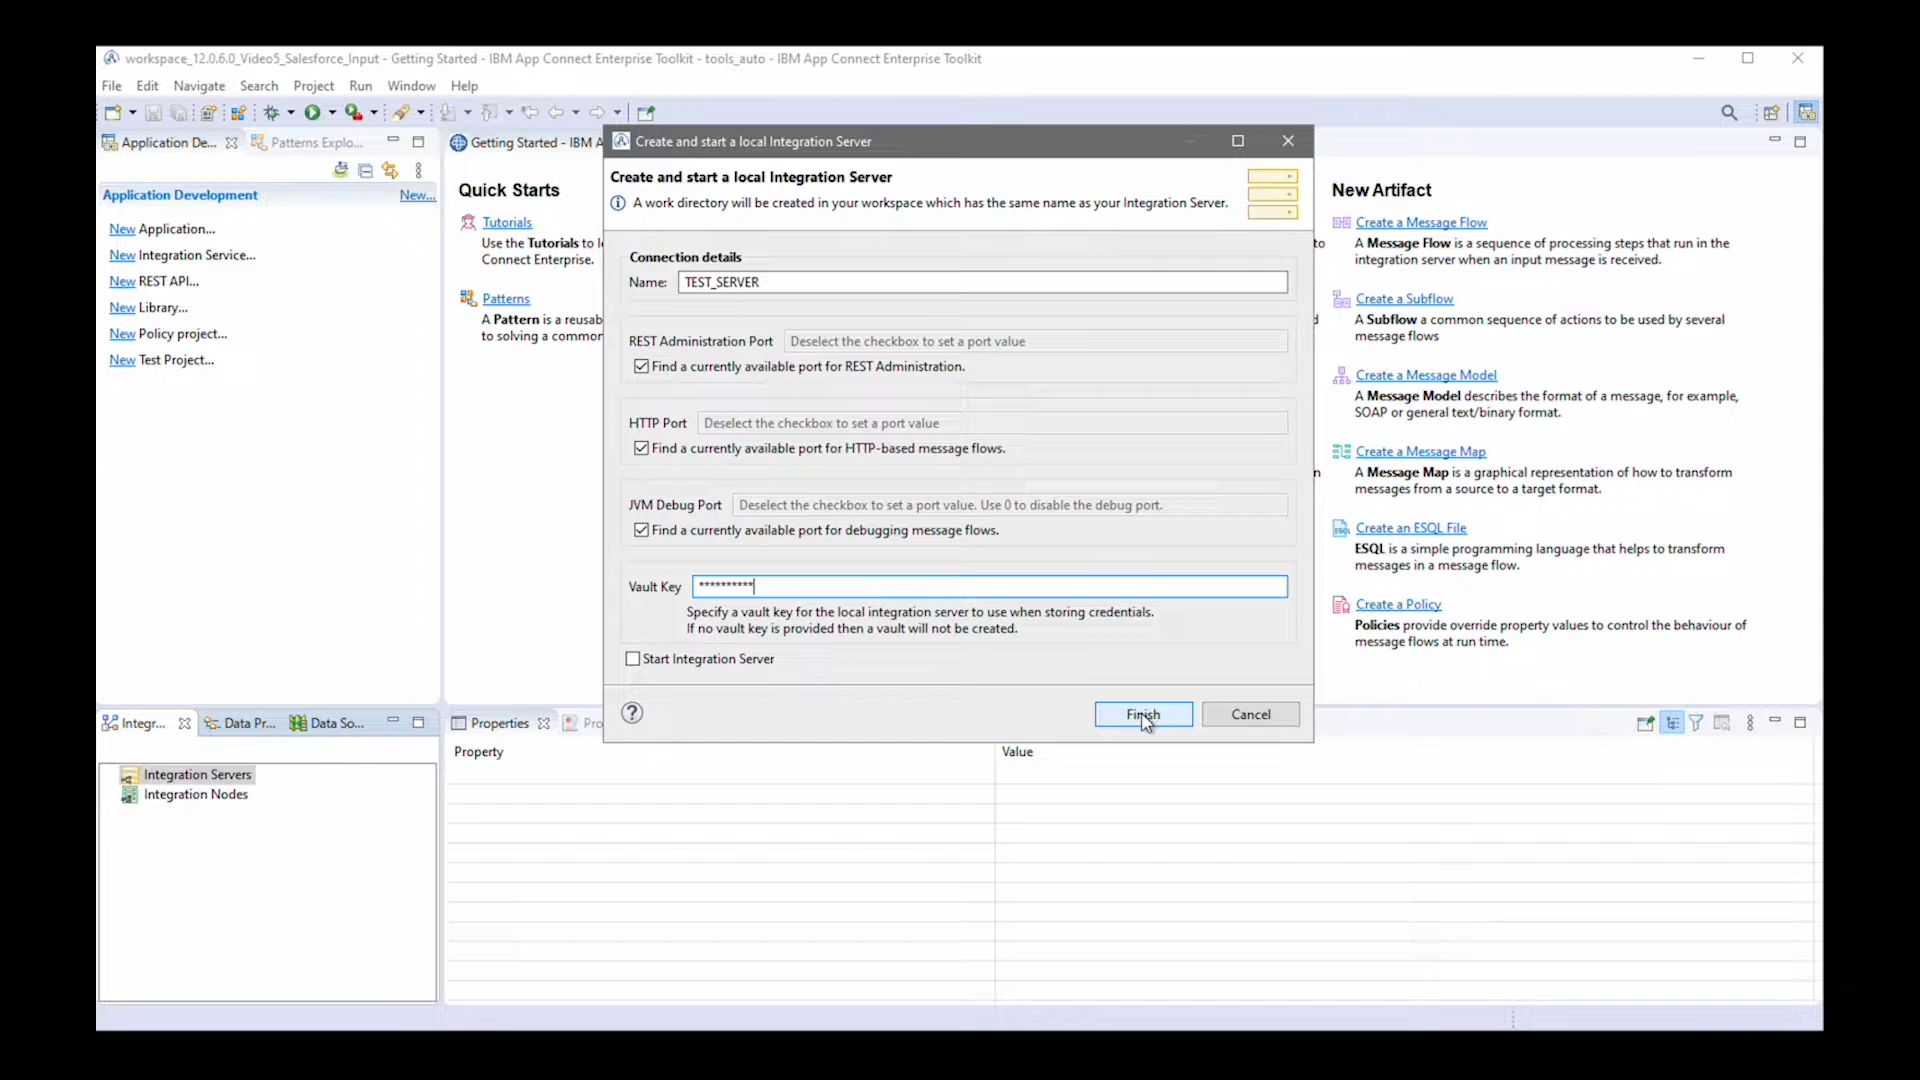 workspace_12.0.6.0_Video5_Salesforce_Input - Getting Started - IBM App Connect Enterprise Toolkit - tools_auto - IBM App Connect Enterprise Toolkit
File Edit Navigate Search Project Run Window Help
Application De... Patterns Explo...
Application Development New...
New Application...
New Integration Service...
New REST API...
New Library...
New Policy project...
New Test Project...
Getting Started - IBM A
Quick Starts
Tutorials
Use the Tutorials to l
Connect Enterprise.
Patterns
A Pattern is a reusab
to solving a common
Create and start a local Integration Server
Create and start a local Integration Server
A work directory will be created in your workspace which has the same name as your Integration Server.
Connection details
Name: TEST_SERVER
REST Administration Port Deselect the checkbox to set a port value
Find a currently available port for REST Administration.
HTTP Port Deselect the checkbox to set a port value
Find a currently available port for HTTP-based message flows.
JVM Debug Port Deselect the checkbox to set a port value. Use 0 to disable the debug port.
Find a currently available port for debugging message flows.
Vault Key **********
Specify a vault key for the local integration server to use when storing credentials.
If no vault key is provided then a vault will not be created.
Start Integration Server
Finish Cancel
to
New Artifact
Create a Message Flow
A Message Flow is a sequence of processing steps that run in the
integration server when an input message is received.
Create a Subflow
A Subflow a common sequence of actions to be used by several
message flows
Create a Message Model
A Message Model describes the format of a message, for example,
SOAP or general text/binary format.
Create a Message Map
A Message Map is a graphical representation of how to transform
messages from a source to a target format.
Create an ESQL File
ESQL is a simple programming language that helps to transform
messages in a message flow.
Create a Policy
Policies provide override property values to control the behaviour of
message flows at run time.
Integr... Data Pr... Data So...
Integration Servers
Integration Nodes
Properties Pro
Property Value